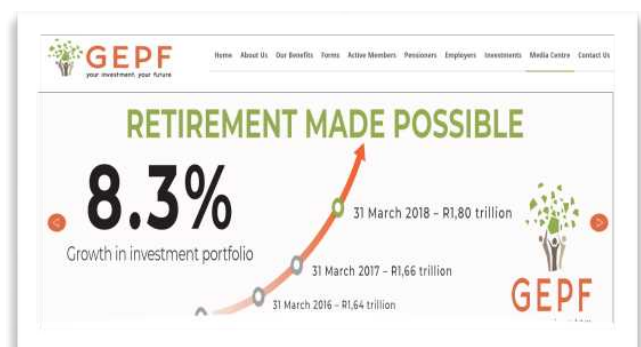 GEPF
your investment, your future
Home About Us Our Benefits Forms Active Members Pensioners Employers Investments Media Centre Contact Us
RETIREMENT MADE POSSIBLE
8.3%
Growth in investment portfolio
31 March 2018 – R1,80 trillion
31 March 2017 – R1,66 trillion
31 March 2016 – R1,64 trillion
GEPF